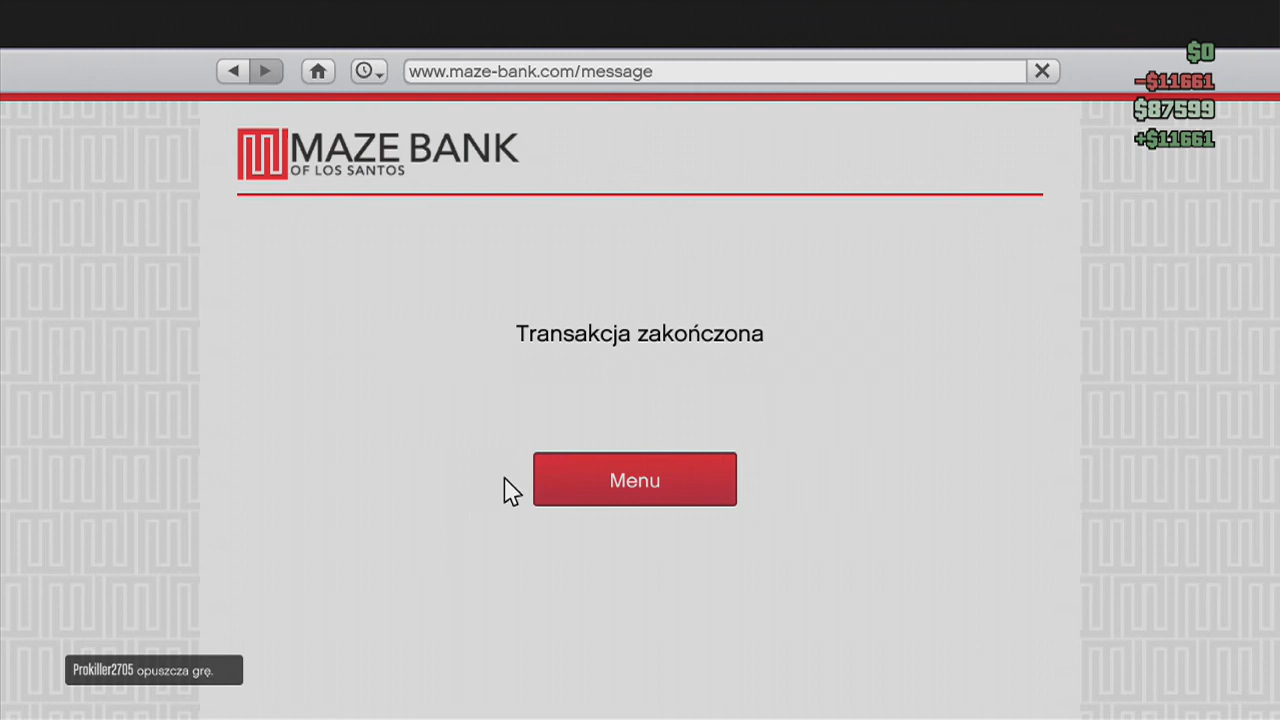 www.maze-bank.com/message
$0
-$11661
$87599
+$11661
MAZE BANK
OF LOS SANTOS
Transakcja zakończona
Menu
Prokiller2705 opuszcza grę.